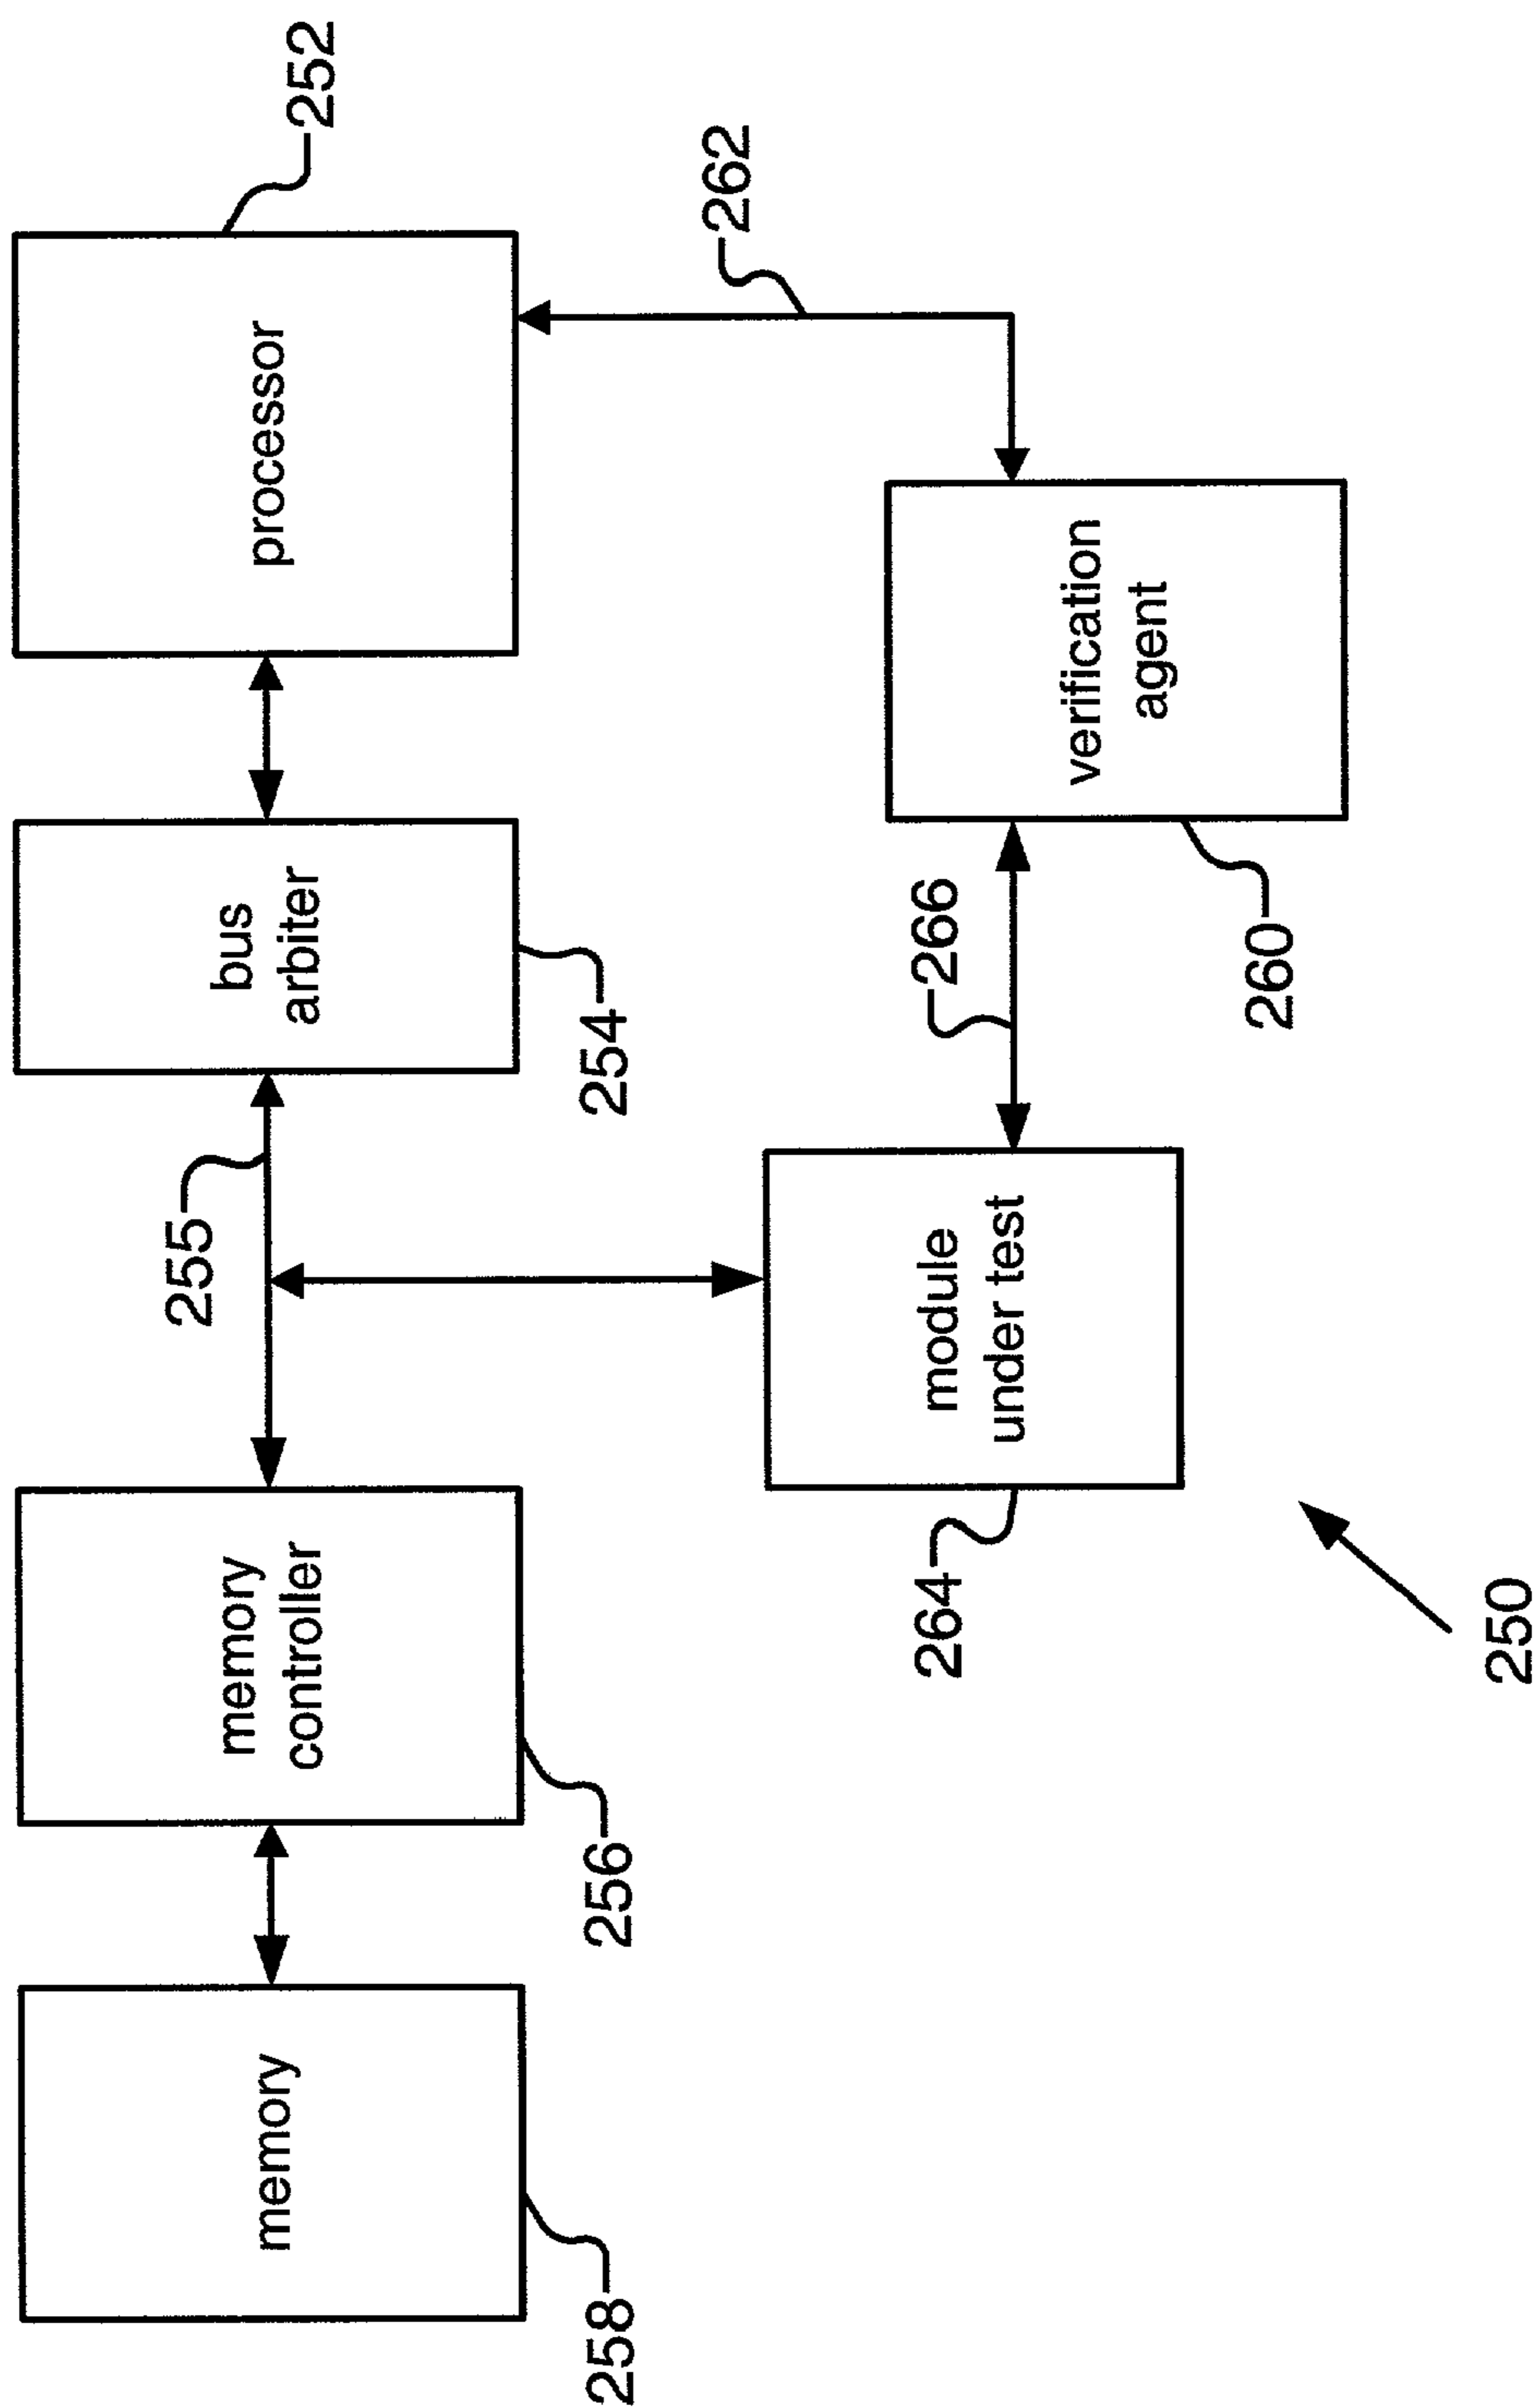 memory
memory
controller
bus
arbiter
processor
258
256
255
254
252
262
264
module
under test
266
verification
agent
260
250